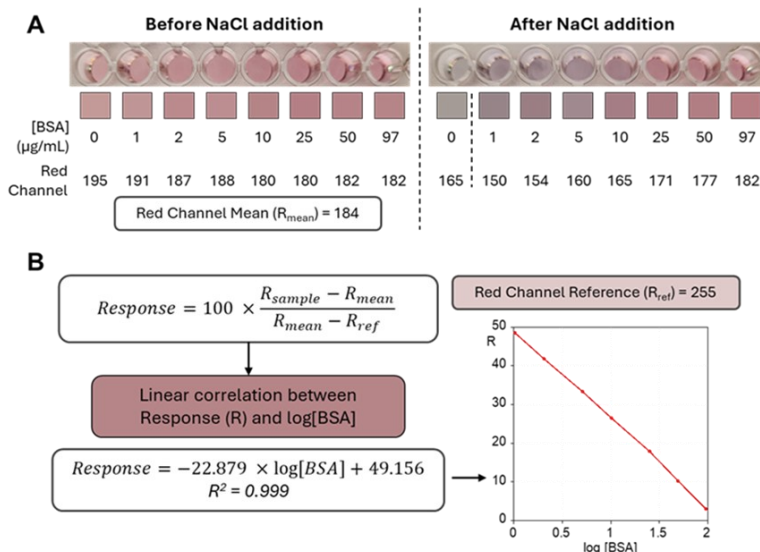 A
Before NaCl addition
After NaCl addition
[BSA] (µg/mL)
0 1 2 5 10 25 50 97
0 1 2 5 10 25 50 97
Red Channel
195 191 187 188 180 180 182 182
165 150 154 160 165 171 177 182
Red Channel Mean (Rmean) = 184
B
Response = 100 × (Rsample − Rmean) / (Rmean − Rref)
Red Channel Reference (Rref) = 255
Linear correlation between
Response (R) and log[BSA]
Response = −22.879 × log[BSA] + 49.156
R² = 0.999
50
R
40
30
20
10
0
0 0.5 1 1.5 2
log [BSA]